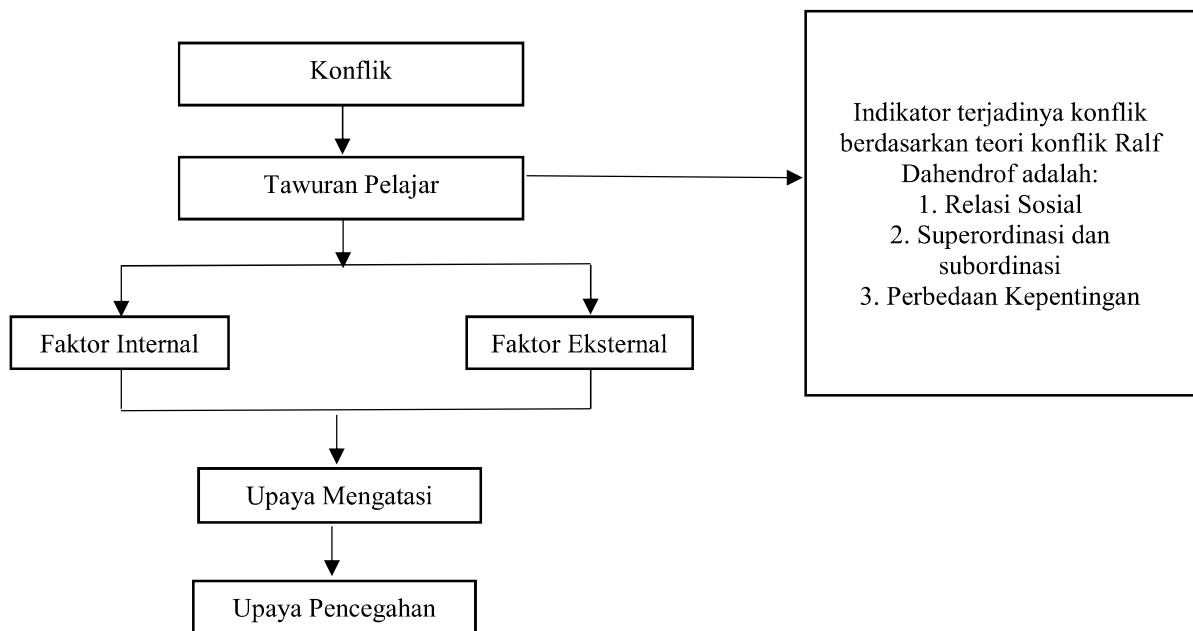 Konflik
Tawuran Pelajar
Faktor Internal
Faktor Eksternal
Upaya Mengatasi
Upaya Pencegahan
Indikator terjadinya konflik
berdasarkan teori konflik Ralf
Dahendrof adalah:
1. Relasi Sosial
2. Superordinasi dan
subordinasi
3. Perbedaan Kepentingan